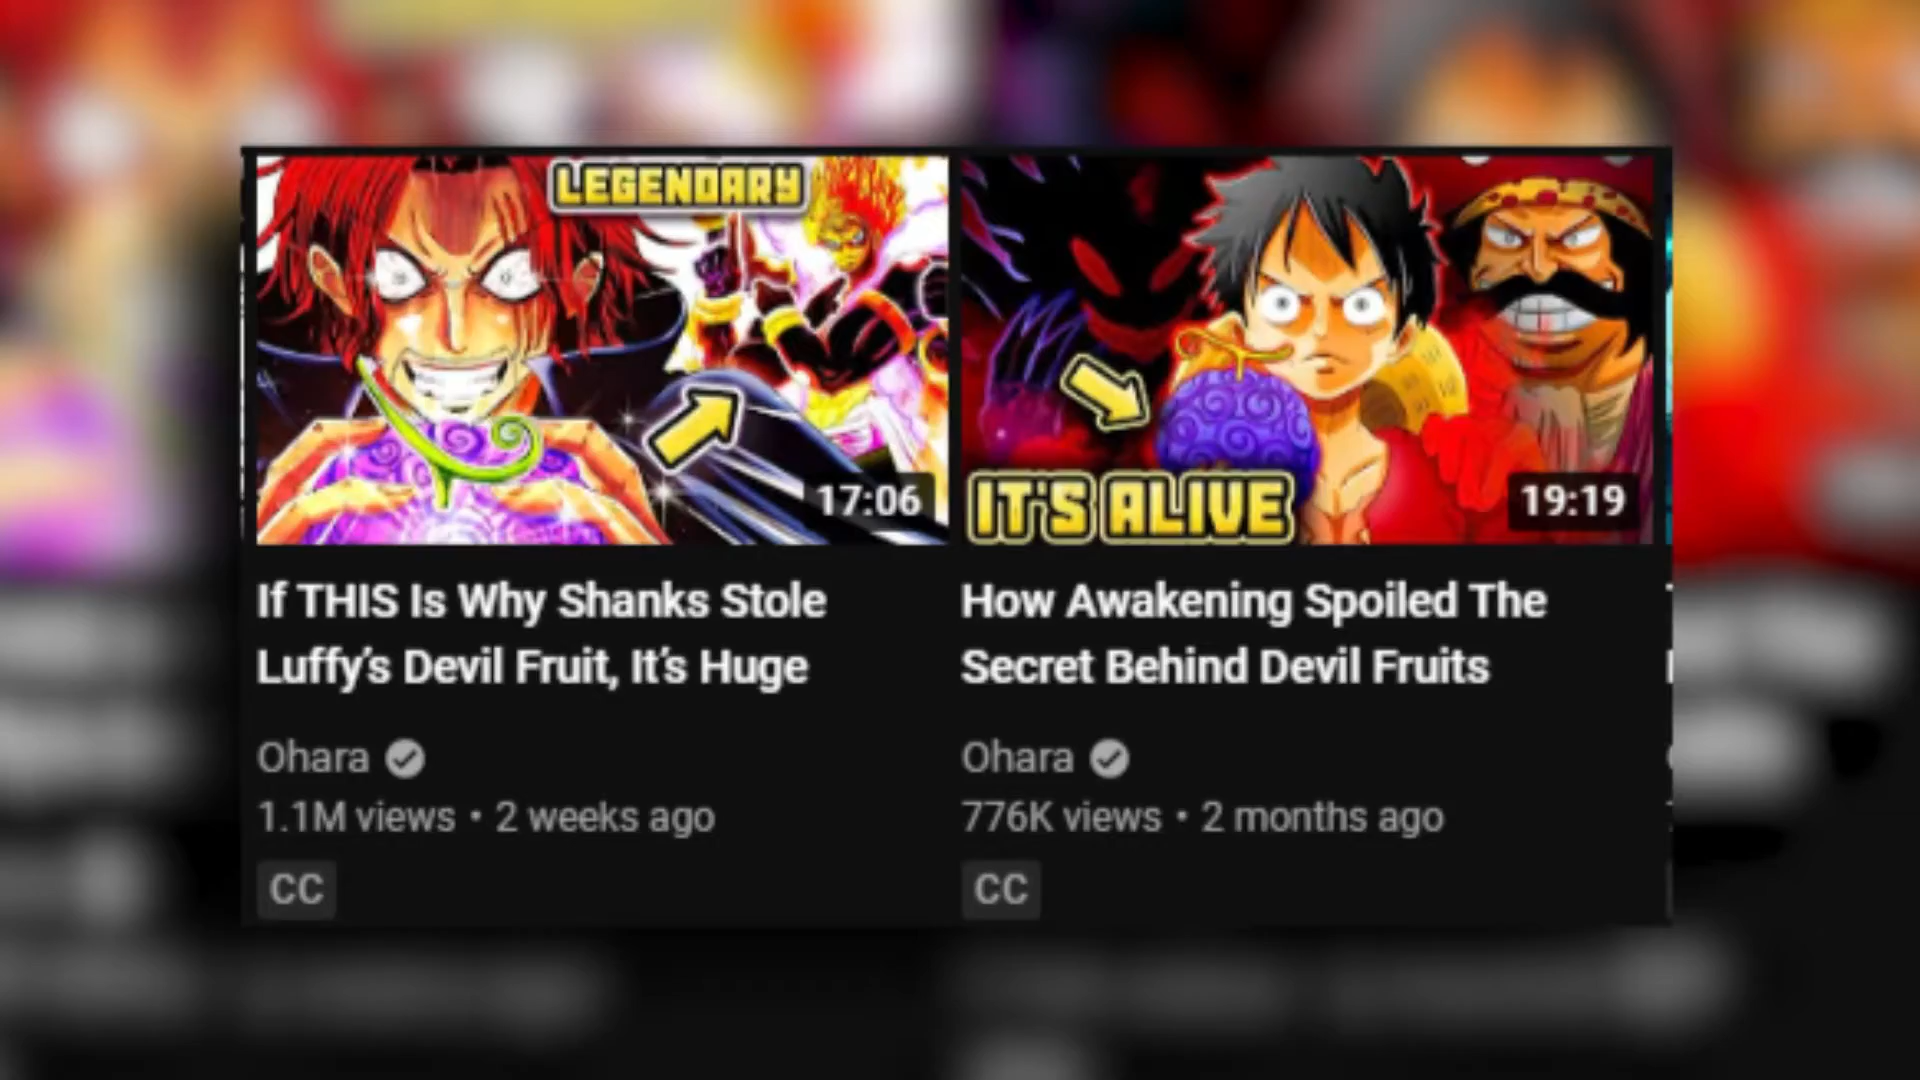 LEGENDARY
17:06
IT'S ALIVE
19:19
If THIS Is Why Shanks Stole
Luffy's Devil Fruit, It's Huge
Ohara
1.1M views • 2 weeks ago
CC
How Awakening Spoiled The
Secret Behind Devil Fruits
Ohara
776K views • 2 months ago
CC